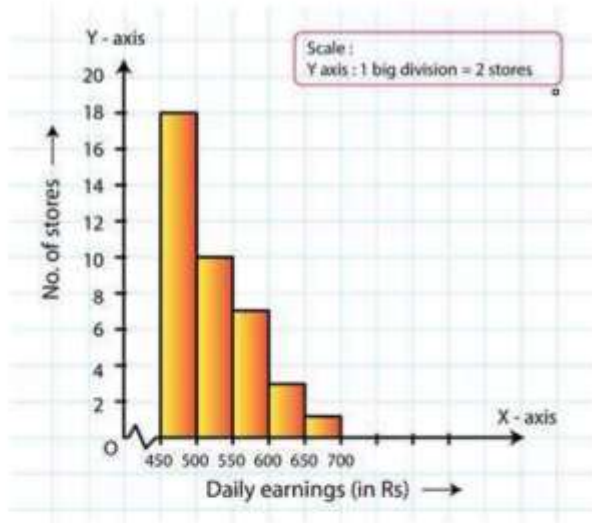 Y - axis
Scale :
Y axis : 1 big division = 2 stores
20
18
16
14
12
10
8
6
4
2
O
No. of stores
X - axis
450 500 550 600 650 700
Daily earnings (in Rs)